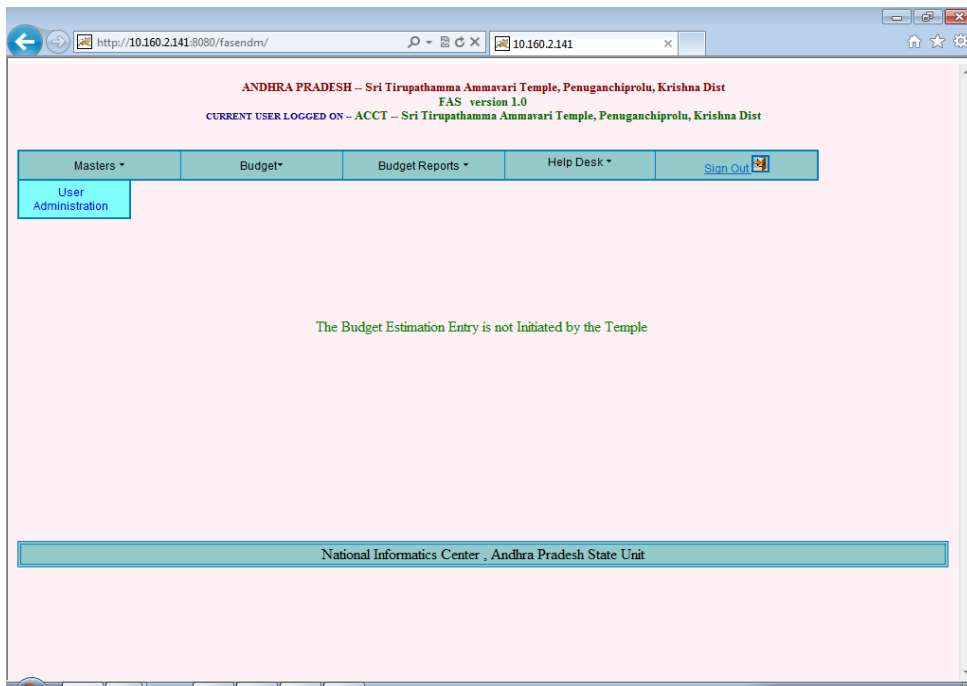 http://10.160.2.141:8080/fasendm/
10.160.2.141
ANDHRA PRADESH -- Sri Tirupathamma Ammavari Temple, Penuganchiprolu, Krishna Dist
FAS version 1.0
CURRENT USER LOGGED ON -- ACCT -- Sri Tirupathamma Ammavari Temple, Penuganchiprolu, Krishna Dist
Masters Budget Budget Reports Help Desk Sign Out
User
Administration
The Budget Estimation Entry is not Initiated by the Temple
National Informatics Center , Andhra Pradesh State Unit